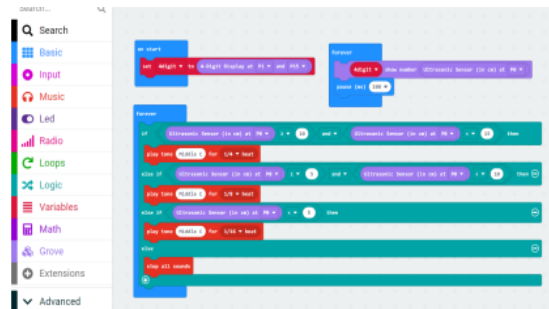 Search...
Search
Basic
Input
Music
Led
Radio
Loops
Logic
Variables
Math
Grove
Extensions
Advanced
on start
set 4digit to 4-Digit Display at P1 and P15
forever
4digit show number Ultrasonic Sensor (in cm) at P0
pause (ms) 100
forever
if Ultrasonic Sensor (in cm) at P0 ≥ 10 and Ultrasonic Sensor (in cm) at P0 then
play tone Middle C for 1/4 beat
else if Ultrasonic Sensor (in cm) at P0 ≥ 5 and Ultrasonic Sensor (in cm) at P0 < 10 then
play tone Middle C for 1/8 beat
else if Ultrasonic Sensor (in cm) at P0 < 5 then
play tone Middle C for 1/16 beat
else
stop all sounds